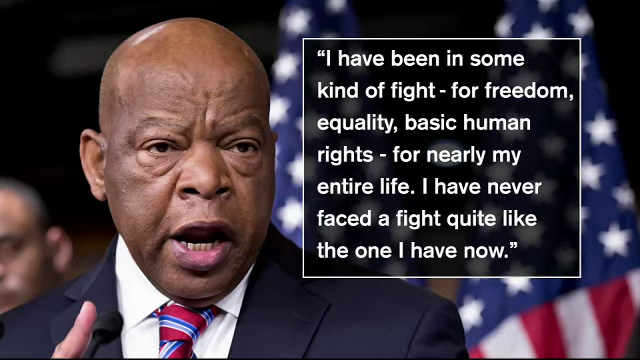 “I have been in some
kind of fight - for freedom,
equality, basic human
rights - for nearly my
entire life. I have never
faced a fight quite like
the one I have now.”